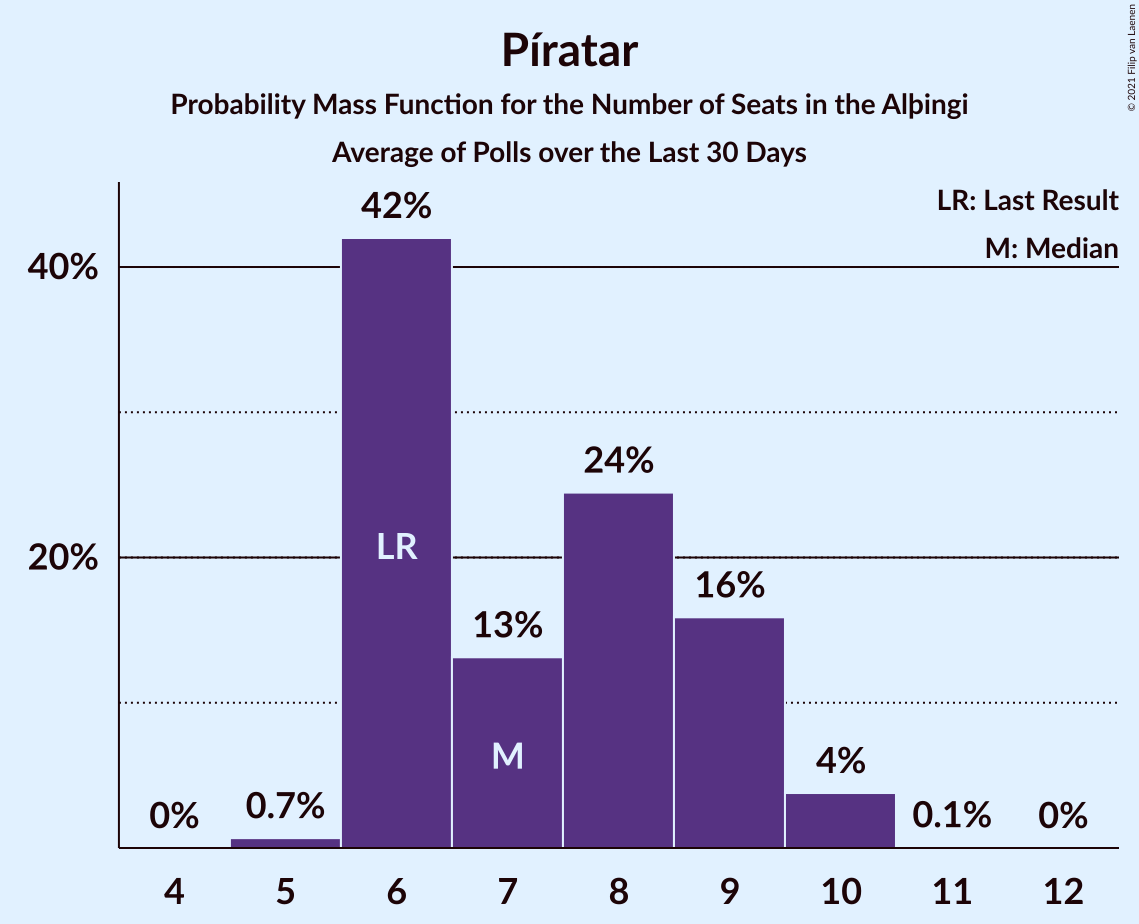 Píratar
Probability Mass Function for the Number of Seats in the Alþingi
Average of Polls over the Last 30 Days
© 2021 Filip van Laenen
LR: Last Result
M: Median
42%
40%
24%
LR
20%
16%
13%
M
4%
0% 0.7% 0.1% 0%
4 5 6 7 8 9 10 11 12